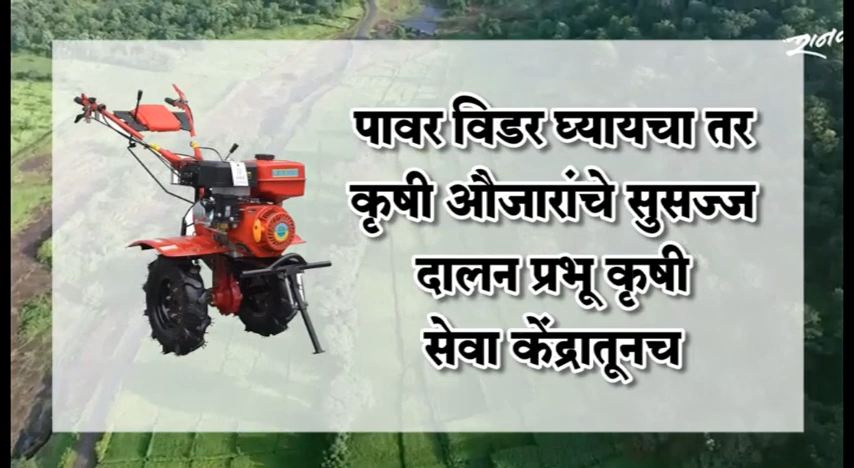 पावर विडर घ्यायचा तर
कृषी औजारांचे सुसज्ज
दालन प्रभू कृषी
सेवा केंद्रातूनच